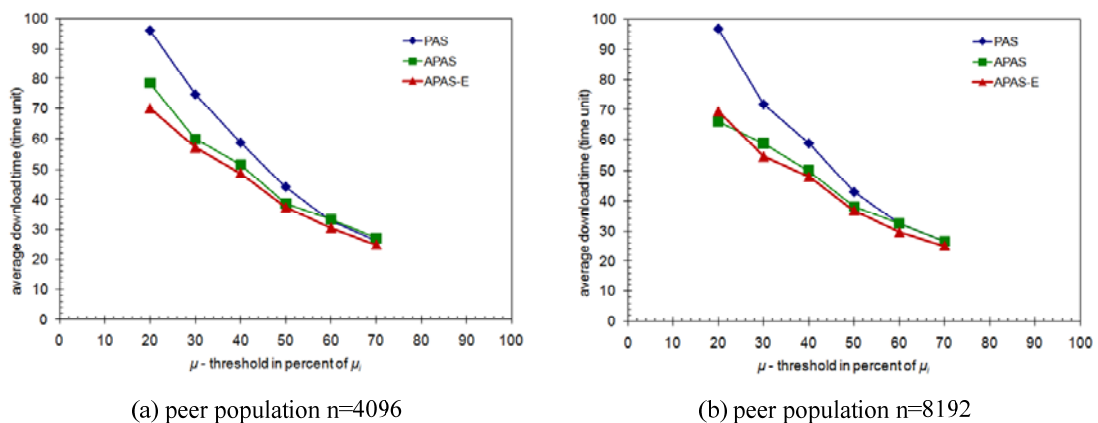 100
90
80
70
60
50
40
30
20
10
0
average download time (time unit)
PAS
APAS
APAS-E
0 10 20 30 40 50 60 70 80 90 100
μ - threshold in percent of μi
(a) peer population n=4096
100
90
80
70
60
50
40
30
20
10
0
average download time (time unit)
PAS
APAS
APAS-E
0 10 20 30 40 50 60 70 80 90 100
μ - threshold in percent of μi
(b) peer population n=8192